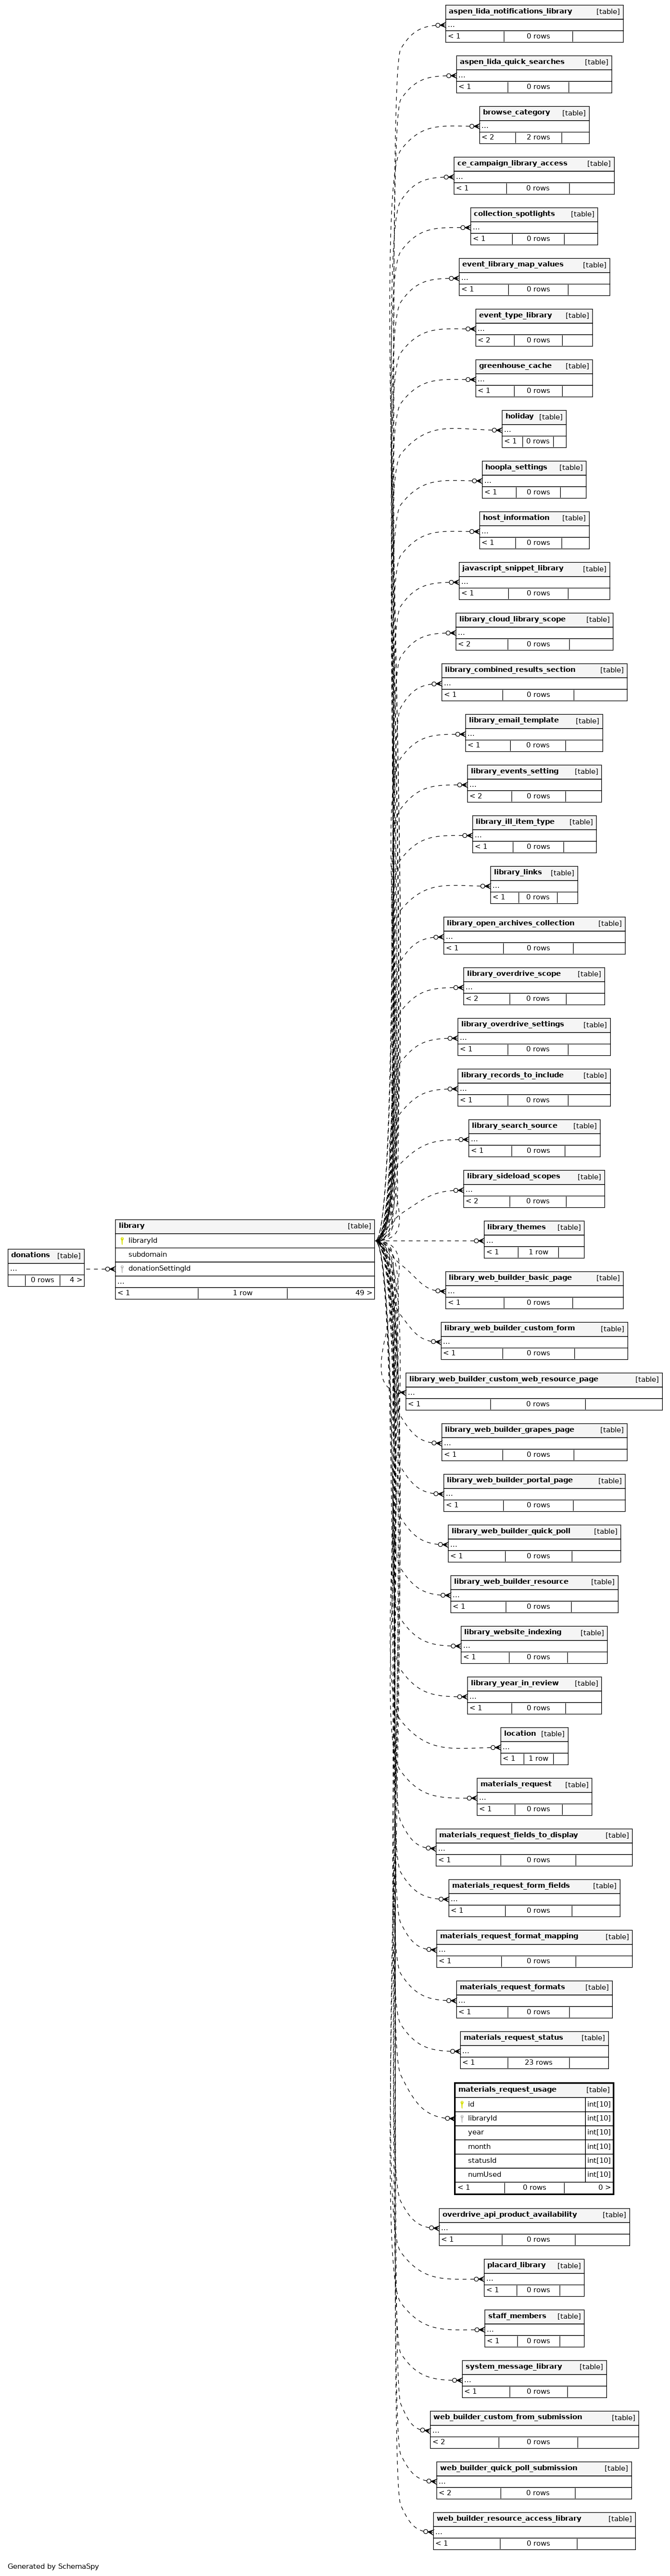 aspen_lida_notifications_library [table]
...
< 1 0 rows
aspen_lida_quick_searches [table]
...
< 1 0 rows
browse_category [table]
...
< 2 2 rows
ce_campaign_library_access [table]
...
< 1 0 rows
collection_spotlights [table]
...
< 1 0 rows
event_library_map_values [table]
...
< 1 0 rows
event_type_library [table]
...
< 2 0 rows
greenhouse_cache [table]
...
< 1 0 rows
holiday [table]
...
< 1 0 rows
hoopla_settings [table]
...
< 1 0 rows
host_information [table]
...
< 1 0 rows
javascript_snippet_library [table]
...
< 1 0 rows
library_cloud_library_scope [table]
...
< 2 0 rows
library_combined_results_section [table]
...
< 1 0 rows
library_email_template [table]
...
< 1 0 rows
library_events_setting [table]
...
< 2 0 rows
library_ill_item_type [table]
...
< 1 0 rows
library_links [table]
...
< 1 0 rows
library_open_archives_collection [table]
...
< 1 0 rows
library_overdrive_scope [table]
...
< 2 0 rows
library_overdrive_settings [table]
...
< 1 0 rows
library_records_to_include [table]
...
< 1 0 rows
library_search_source [table]
...
< 1 0 rows
library_sideload_scopes [table]
...
< 2 0 rows
donations [table]
...
0 rows 4 >
library [table]
libraryId
subdomain
donationSettingId
...
< 1 1 row 49 >
library_themes [table]
...
< 1 1 row
library_web_builder_basic_page [table]
...
< 1 0 rows
library_web_builder_custom_form [table]
...
< 1 0 rows
library_web_builder_custom_web_resource_page [table]
...
< 1 0 rows
library_web_builder_grapes_page [table]
...
< 1 0 rows
library_web_builder_portal_page [table]
...
< 1 0 rows
library_web_builder_quick_poll [table]
...
< 1 0 rows
library_web_builder_resource [table]
...
< 1 0 rows
library_website_indexing [table]
...
< 1 0 rows
library_year_in_review [table]
...
< 1 0 rows
location [table]
...
< 1 1 row
materials_request [table]
...
< 1 0 rows
materials_request_fields_to_display [table]
...
< 1 0 rows
materials_request_form_fields [table]
...
< 1 0 rows
materials_request_format_mapping [table]
...
< 1 0 rows
materials_request_formats [table]
...
< 1 0 rows
materials_request_status [table]
...
< 1 23 rows
materials_request_usage [table]
id int[10]
libraryId int[10]
year int[10]
month int[10]
statusId int[10]
numUsed int[10]
< 1 0 rows 0 >
overdrive_api_product_availability [table]
...
< 1 0 rows
placard_library [table]
...
< 1 0 rows
staff_members [table]
...
< 1 0 rows
system_message_library [table]
...
< 1 0 rows
web_builder_custom_from_submission [table]
...
< 2 0 rows
web_builder_quick_poll_submission [table]
...
< 2 0 rows
web_builder_resource_access_library [table]
...
< 1 0 rows
Generated by SchemaSpy